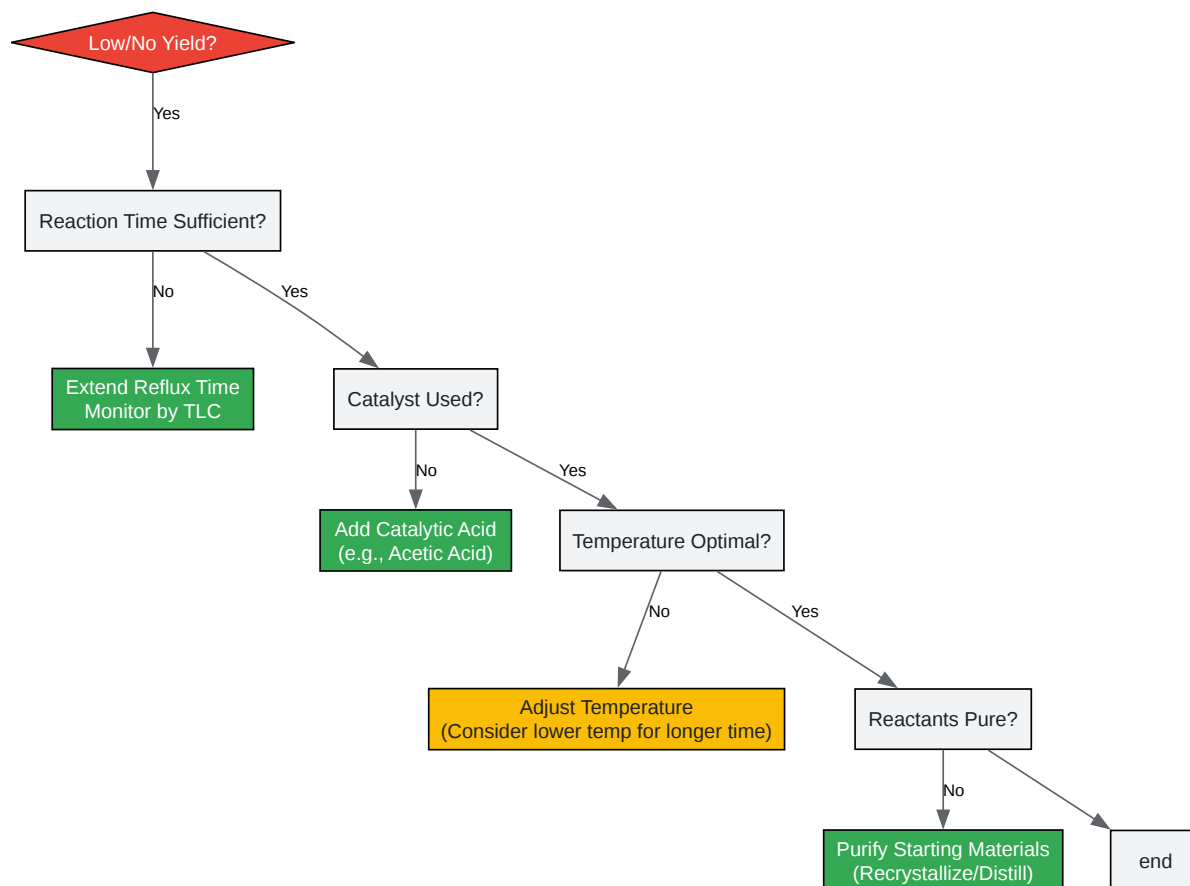 Low/No Yield?
Yes
Reaction Time Sufficient?
No
Yes
Extend Reflux Time
Monitor by TLC
Catalyst Used?
No
Yes
Add Catalytic Acid
(e.g., Acetic Acid)
Temperature Optimal?
No
Yes
Adjust Temperature
(Consider lower temp for longer time)
Reactants Pure?
No
Purify Starting Materials
(Recrystallize/Distill)
end